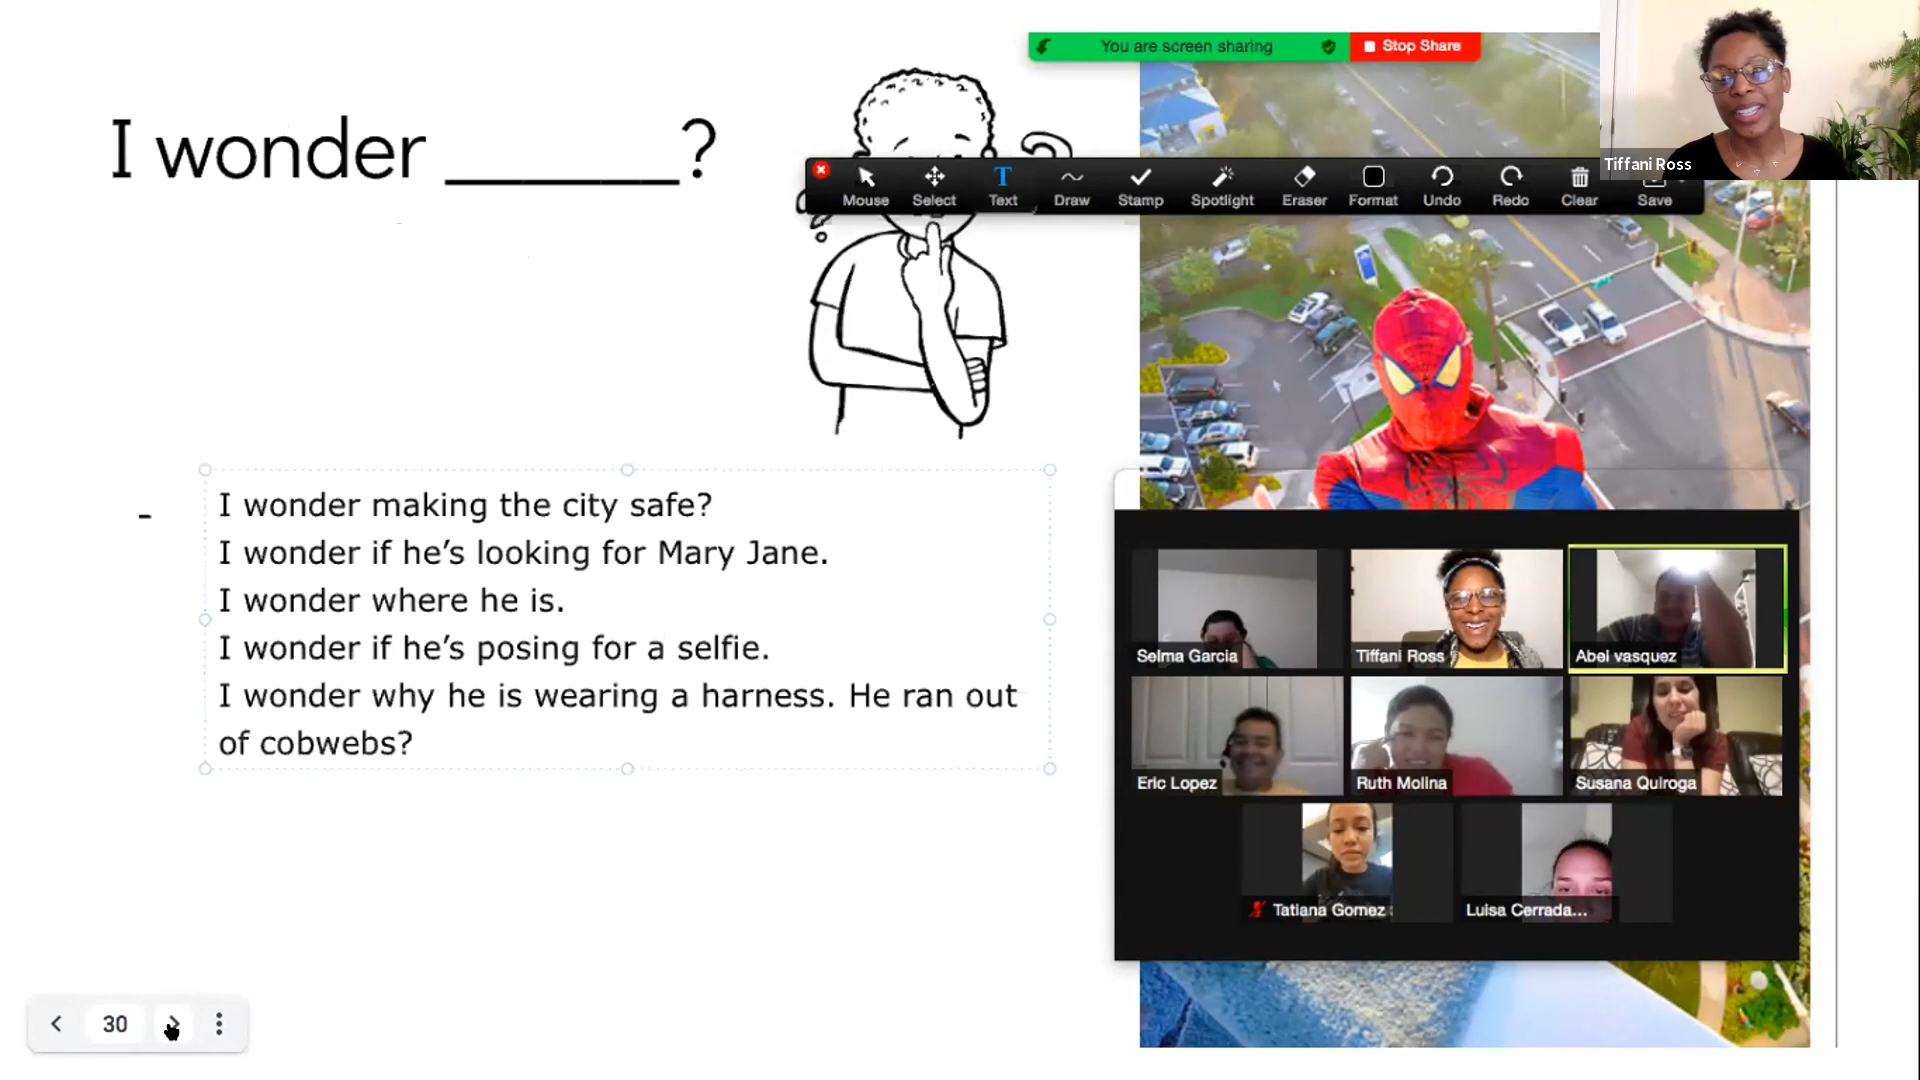 You are screen sharing
Stop Share
I wonder ______?
Mouse
Select
Text
Draw
Stamp
Spotlight
Eraser
Format
Undo
Redo
Clear
Save
Tiffani Ross
-
I wonder making the city safe?
I wonder if he’s looking for Mary Jane.
I wonder where he is.
I wonder if he’s posing for a selfie.
I wonder why he is wearing a harness. He ran out
of cobwebs?
Selma Garcia
Tiffani Ross
Abel vasquez
Eric Lopez
Ruth Molina
Susana Quiroga
Tatiana Gomez
Luisa Cerrada...
30